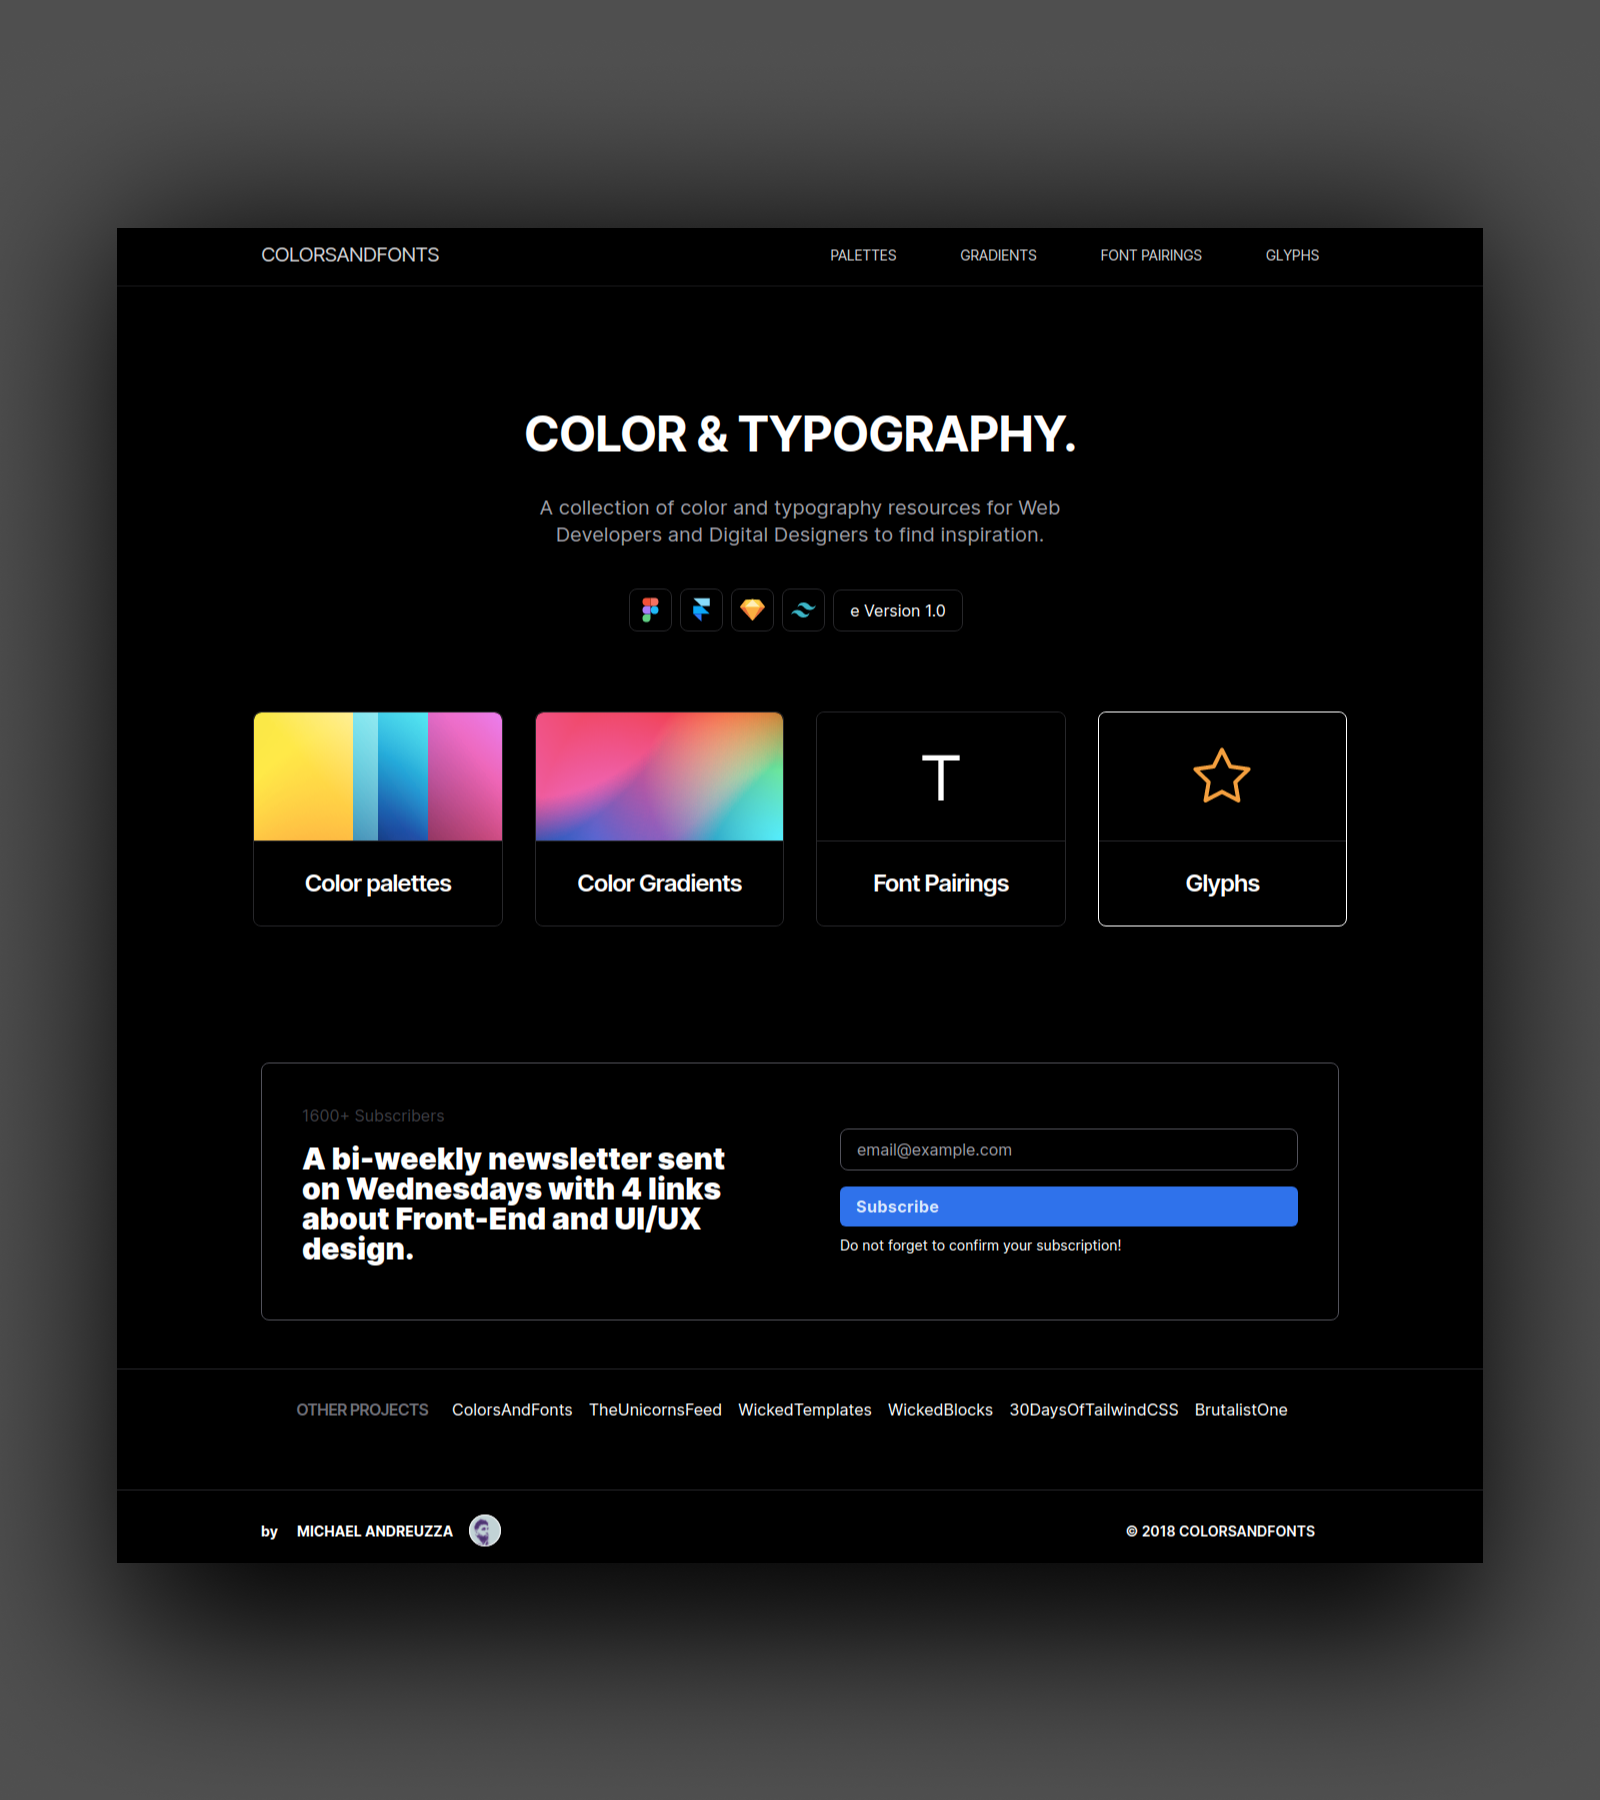 COLORSANDFONTS
PALETTES GRADIENTS FONT PAIRINGS GLYPHS
COLOR & TYPOGRAPHY.
A collection of color and typography resources for Web
Developers and Digital Designers to find inspiration.
e Version 1.0
T
Color palettes
Color Gradients
Font Pairings
Glyphs
1600+ Subscribers
A bi-weekly newsletter sent
on Wednesdays with 4 links
about Front-End and UI/UX
design.
email@example.com
Subscribe
Do not forget to confirm your subscription!
OTHER PROJECTS ColorsAndFonts TheUnicornsFeed WickedTemplates WickedBlocks 30DaysOfTailwindCSS BrutalistOne
by MICHAEL ANDREUZZA
© 2018 COLORSANDFONTS